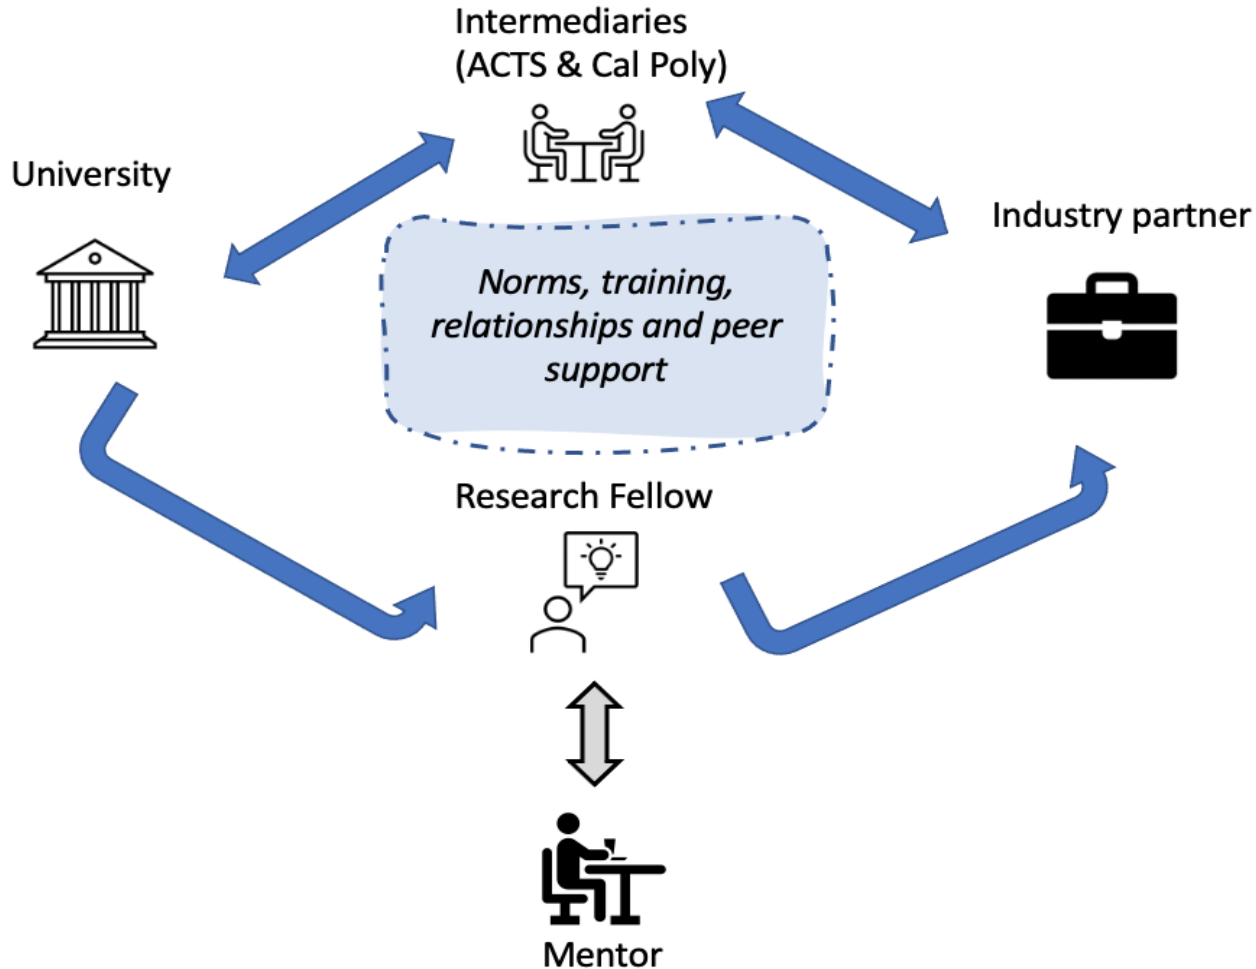 Intermediaries
(ACTS & Cal Poly)
University
Industry partner
Norms, training,
relationships and peer
support
Research Fellow
Mentor